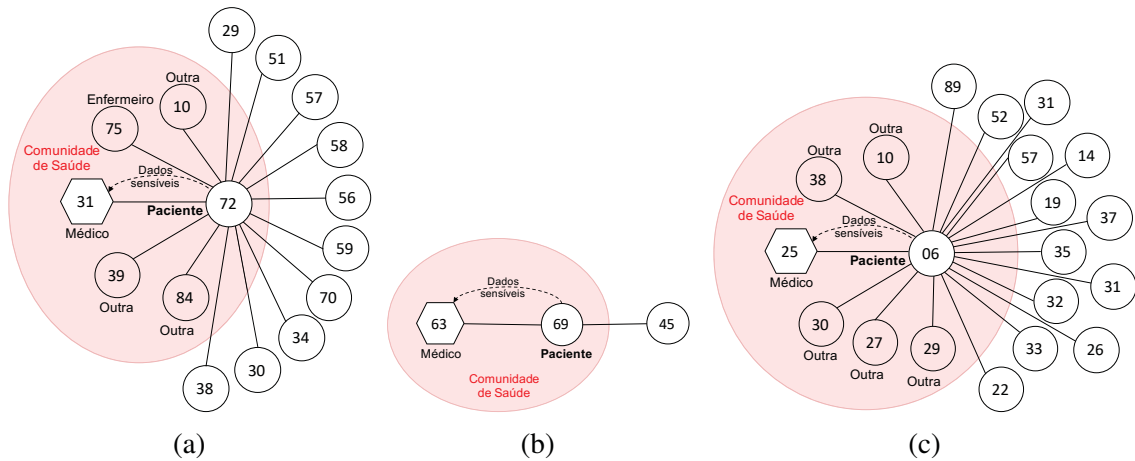 29
51
57
58
56
59
70
34
30
38
Outra
10
Enfermeiro
75
Comunidade
de Saúde
Dados
sensíveis
31
Médico
Paciente
72
39
Outra
84
Outra
(a)
Dados
sensíveis
63
Médico
69
Paciente
45
Comunidade
de Saúde
(b)
89
52
31
57
14
19
37
35
31
32
26
33
22
Outra
10
Outra
38
Comunidade
de Saúde
Dados
sensíveis
25
Médico
Paciente
06
30
Outra
27
Outra
29
Outra
(c)